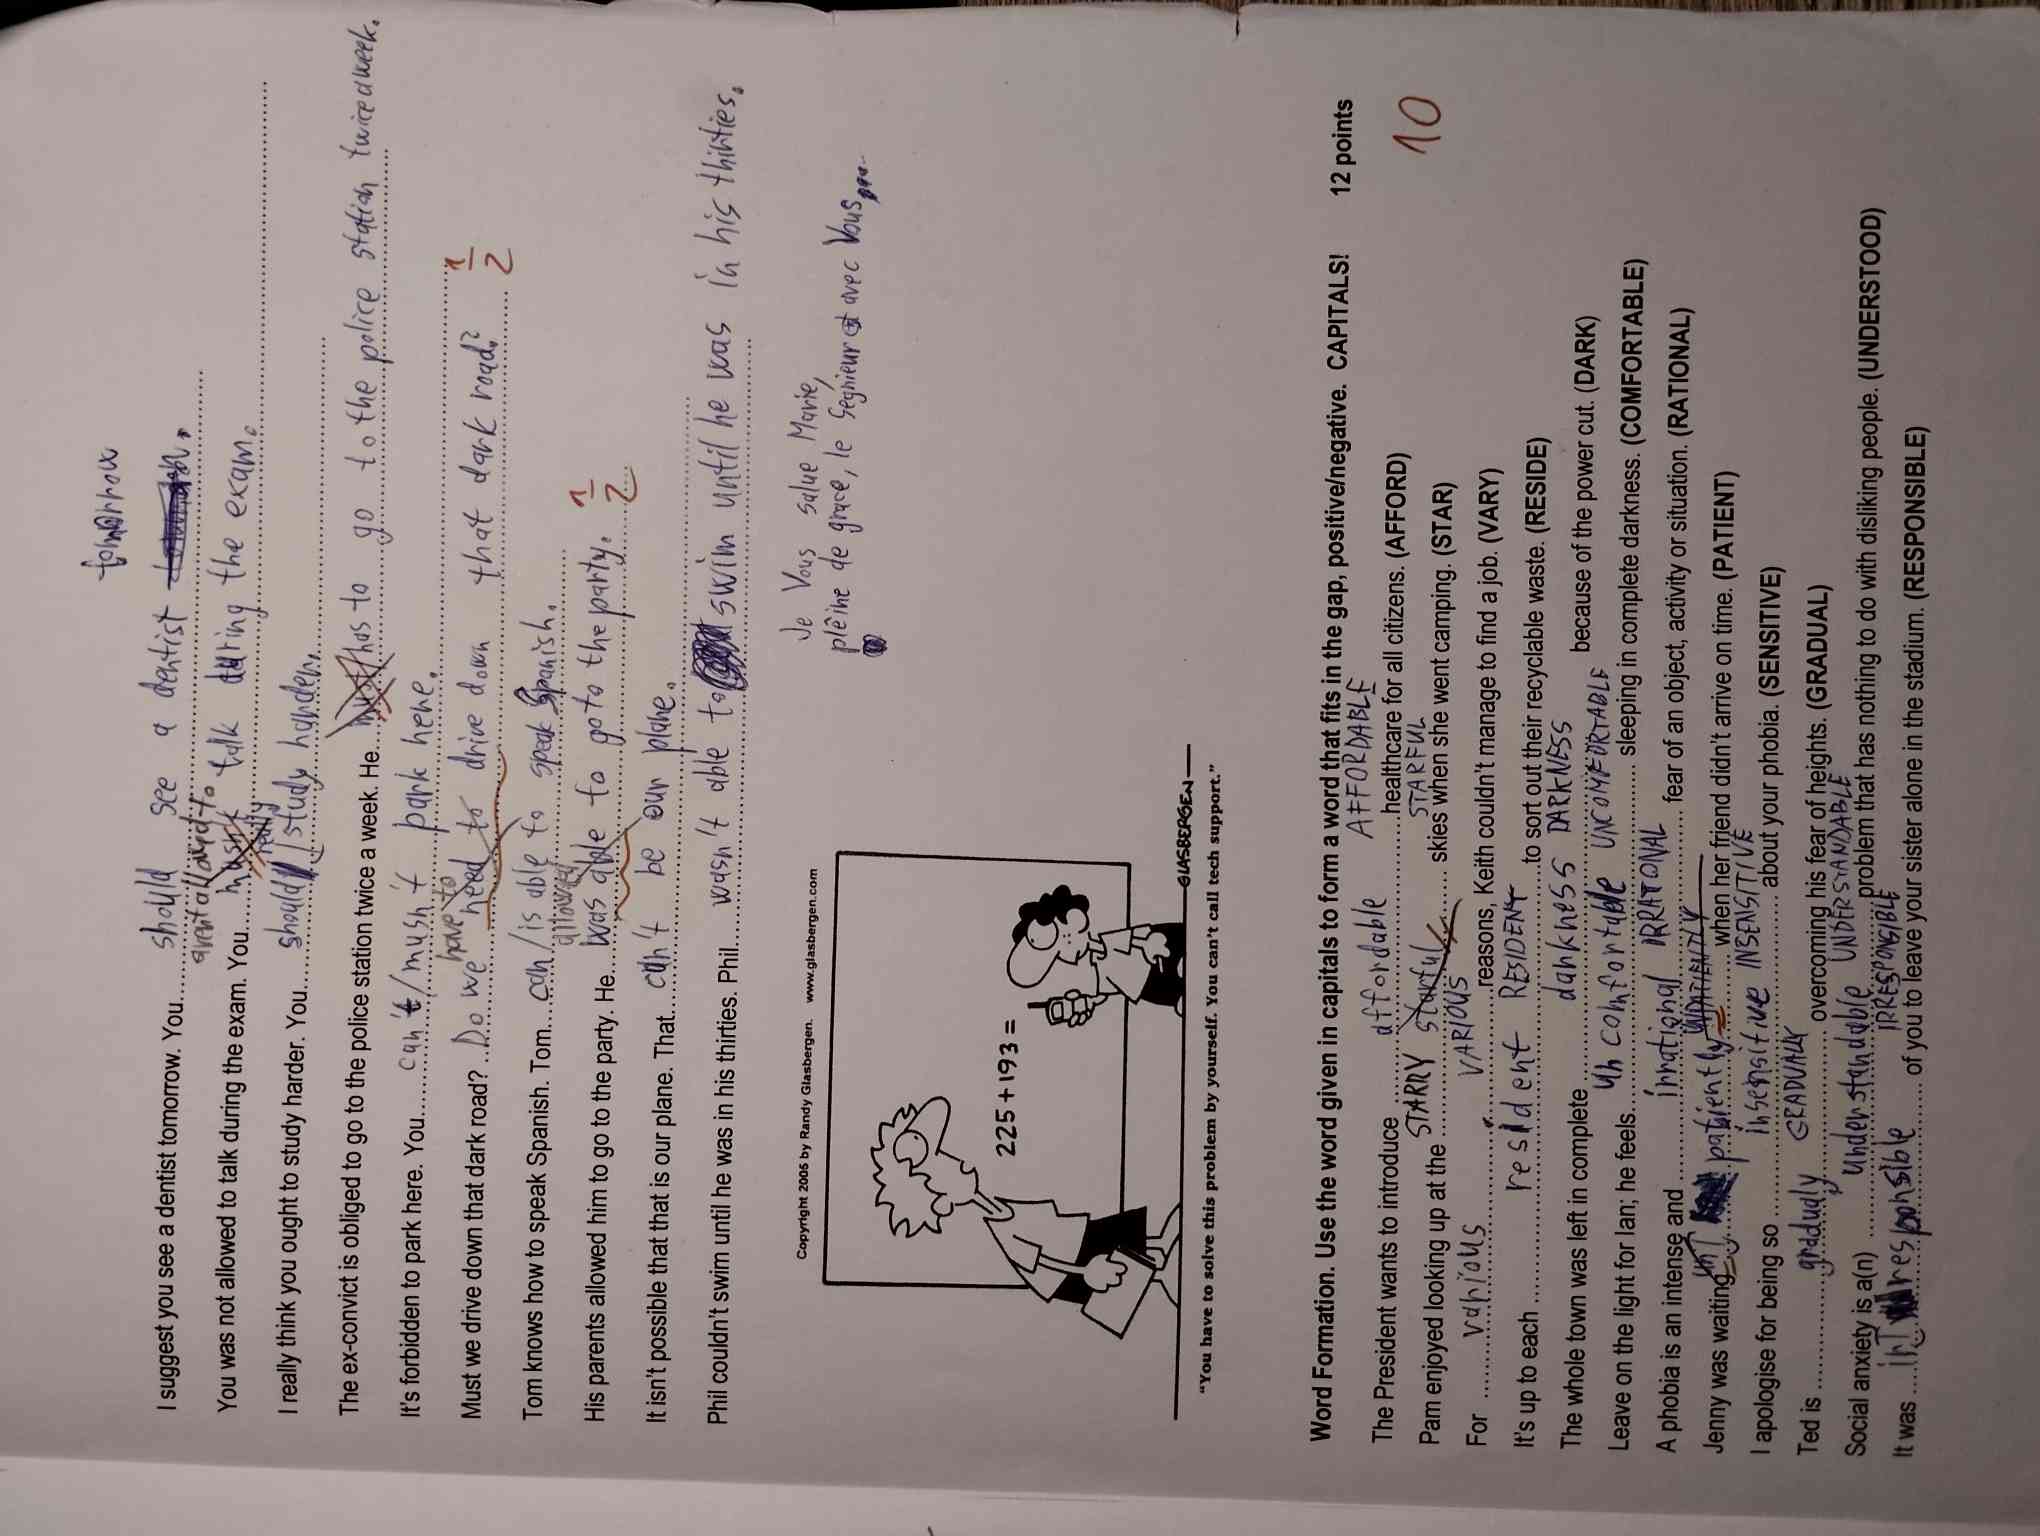 tomorrow
I suggest you see a dentist tomorrow. You.....should see a dentist .
arent allowed to
You was not allowed to talk during the exam. You.....mush't talk during the exam.
really
I really think you ought to study harder. You.....should study harder.
The ex-convict is obliged to go to the police station twice a week. He.....must/has to go to the police station twice a week.
It's forbidden to park here. You.....can't/mush't park here.
have to
Must we drive down that dark road? ..Do we need to drive down that dark road? 1/2
Tom knows how to speak Spanish. Tom....can/is able to speak Spanish.
allowed
His parents allowed him to go to the party. He.....was able to go to the party. 1/2
It isn't possible that that is our plane. That...can't be our plane.
Phil couldn't swim until he was in his thirties. Phil.....wasn't able to swim until he was in his thirties.
Je Vous salue Marie,
plêine de grace, le Segnieur est avec Vous....
Copyright 2005 by Randy Glasbergen. www.glasbergen.com
225+193=
GLASBERGEN
"You have to solve this problem by yourself. You can't call tech support."
Word Formation. Use the word given in capitals to form a word that fits in the gap, positive/negative. CAPITALS! 12 points
10
The President wants to introduce ....affordable AFFORDABLE....healthcare for all citizens. (AFFORD)
Pam enjoyed looking up at the ....STARRY starful.... STARFUL skies when she went camping. (STAR)
For ....various VARIOUS....reasons, Keith couldn't manage to find a job. (VARY)
It's up to each ....resident RESIDENT....to sort out their recyclable waste. (RESIDE)
The whole town was left in complete ....darkness DARKNESS.... because of the power cut. (DARK)
Leave on the light for Ian; he feels....uncomfortable UNCOMFORTABLE.... sleeping in complete darkness. (COMFORTABLE)
A phobia is an intense and ....irrational IRRATONAL.... fear of an object, activity or situation. (RATIONAL)
Jenny was waiting....patiently UNPATIENTLY.... when her friend didn't arrive on time. (PATIENT)
I apologise for being so ....insensitive INSENSITIVE.... about your phobia. (SENSITIVE)
Ted is ....gradualy GRADUALLY.... overcoming his fear of heights. (GRADUAL)
Social anxiety is a(n) ....understandable UNDERSTANDABLE....problem that has nothing to do with disliking people. (UNDERSTOOD)
It was ....irresponsible IRRESPONSIBLE.... of you to leave your sister alone in the stadium. (RESPONSIBLE)